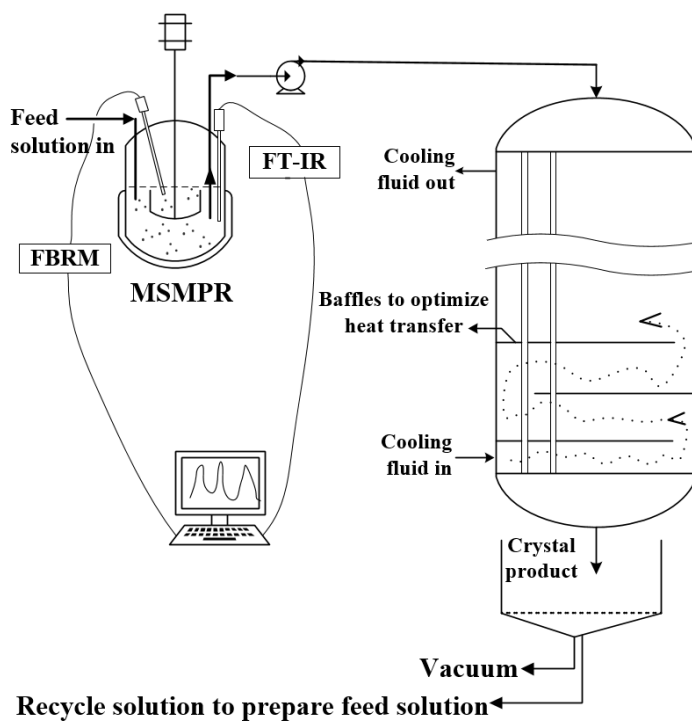 Feed
solution in
FT-IR
FBRM
MSMPR
Cooling
fluid out
Baffles to optimize
heat transfer
Cooling
fluid in
Crystal
product
Vacuum
Recycle solution to prepare feed solution